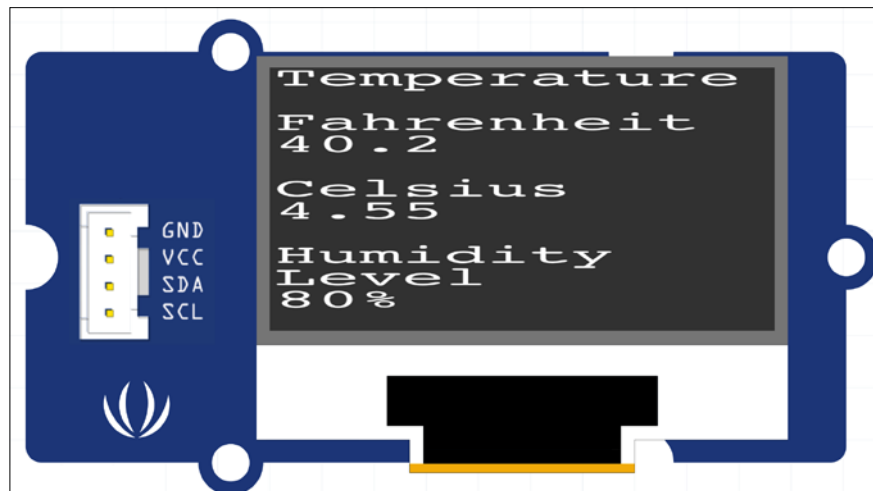 Temperature
Fahrenheit
40.2
Celsius
4.55
Humidity
Level
80%
GND
VCC
SDA
SCL